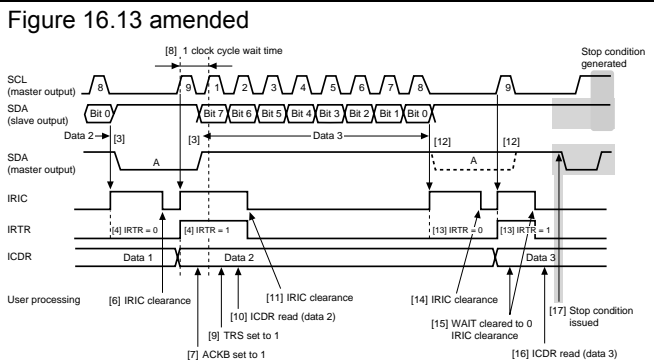 Figure 16.13 amended
[8] 1 clock cycle wait time
Stop condition
generated
SCL
(master output)
8 9 1 2 3 4 5 6 7 8 9
SDA
(slave output)
Bit 0 Bit 7 Bit 6 Bit 5 Bit 4 Bit 3 Bit 2 Bit 1 Bit 0
Data 2 [3] [3] Data 3 [12] [12]
SDA
(master output)
A A
IRIC
IRTR
[4] IRTR = 0 [4] IRTR = 1 [13] IRTR = 0 [13] IRTR = 1
ICDR
Data 1 Data 2 Data 3
User processing
[6] IRIC clearance
[11] IRIC clearance
[14] IRIC clearance
[17] Stop condition
issued
[10] ICDR read (data 2)
[15] WAIT cleared to 0
IRIC clearance
[9] TRS set to 1
[7] ACKB set to 1
[16] ICDR read (data 3)